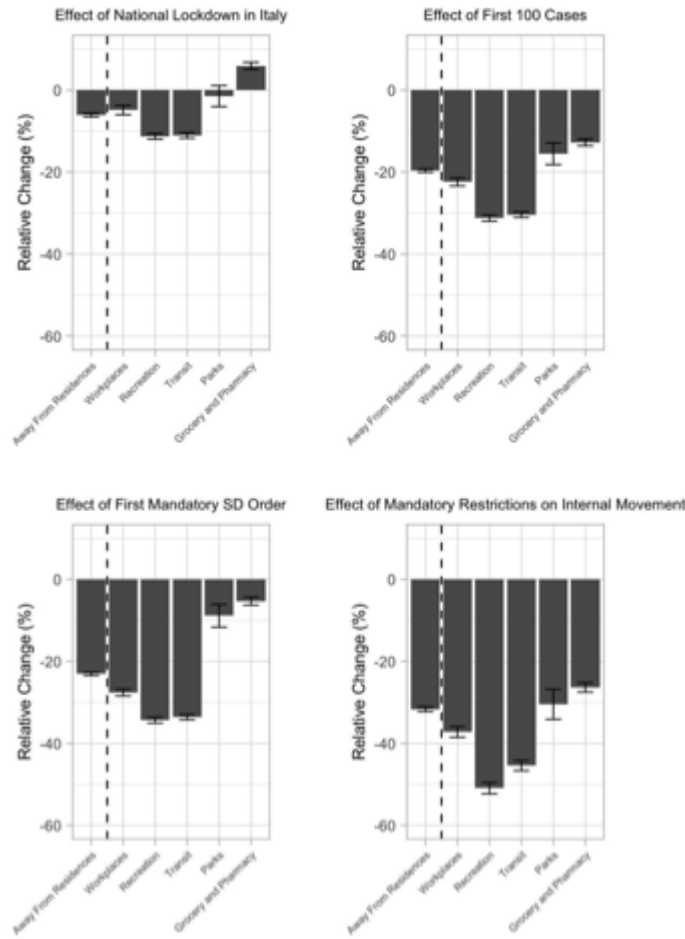 Effect of National Lockdown in Italy
Relative Change (%)
0
-20
-40
-60
Away From Residences
Workplaces
Recreation
Transit
Parks
Grocery and Pharmacy
Effect of First 100 Cases
Relative Change (%)
0
-20
-40
-60
Away From Residences
Workplaces
Recreation
Transit
Parks
Grocery and Pharmacy
Effect of First Mandatory SD Order
Relative Change (%)
0
-20
-40
-60
Away From Residences
Workplaces
Recreation
Transit
Parks
Grocery and Pharmacy
Effect of Mandatory Restrictions on Internal Movement
Relative Change (%)
0
-20
-40
-60
Away From Residences
Workplaces
Recreation
Transit
Parks
Grocery and Pharmacy